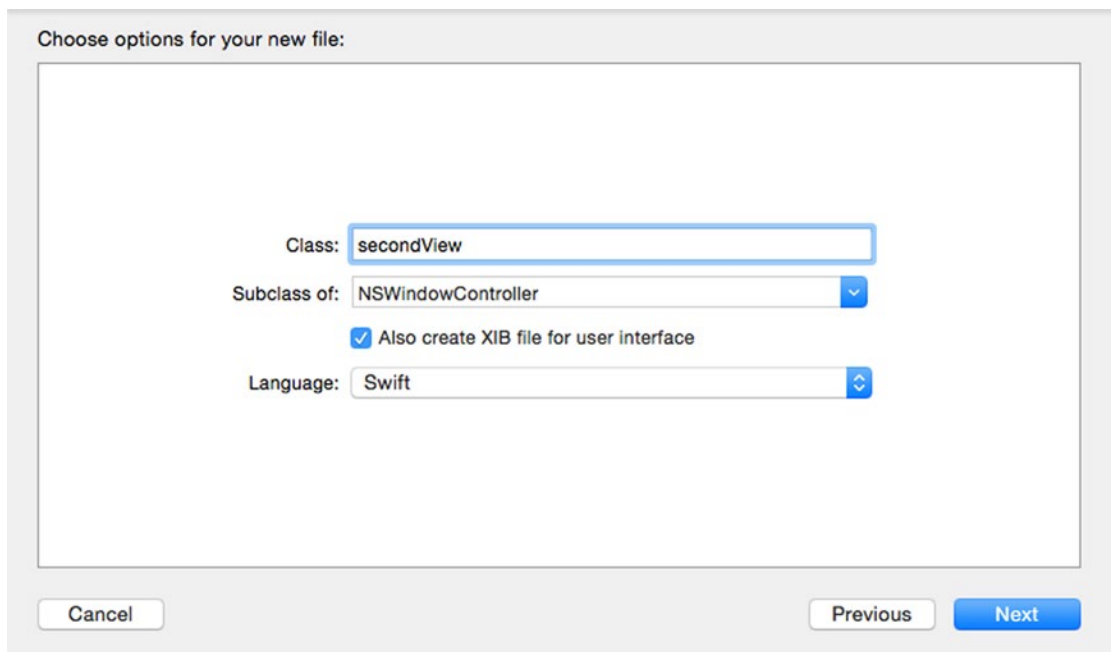 Choose options for your new file:
Class: secondView
Subclass of: NSWindowController
Also create XIB file for user interface
Language: Swift
Cancel Previous Next